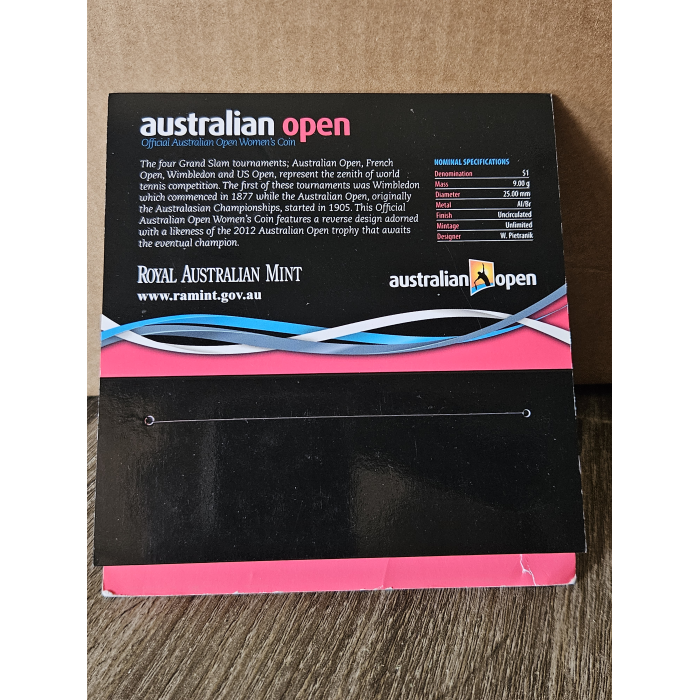 australian open
Official Australian Open Women's Coin
The four Grand Slam tournaments; Australian Open, French
Open, Wimbledon and US Open, represent the zenith of world
tennis competition. The first of these tournaments was Wimbledon
which commenced in 1877 while the Australian Open, originally
the Australasian Championships, started in 1905. This Official
Australian Open Women's Coin features a reverse design adorned
with a likeness of the 2012 Australian Open trophy that awaits
the eventual champion.
NOMINAL SPECIFICATIONS
Denomination $1
Mass 9.00 g
Diameter 25.00 mm
Metal Al/Br
Finish Uncirculated
Mintage Unlimited
Designer W. Pietranik
ROYAL AUSTRALIAN MINT
www.ramint.gov.au
australian open